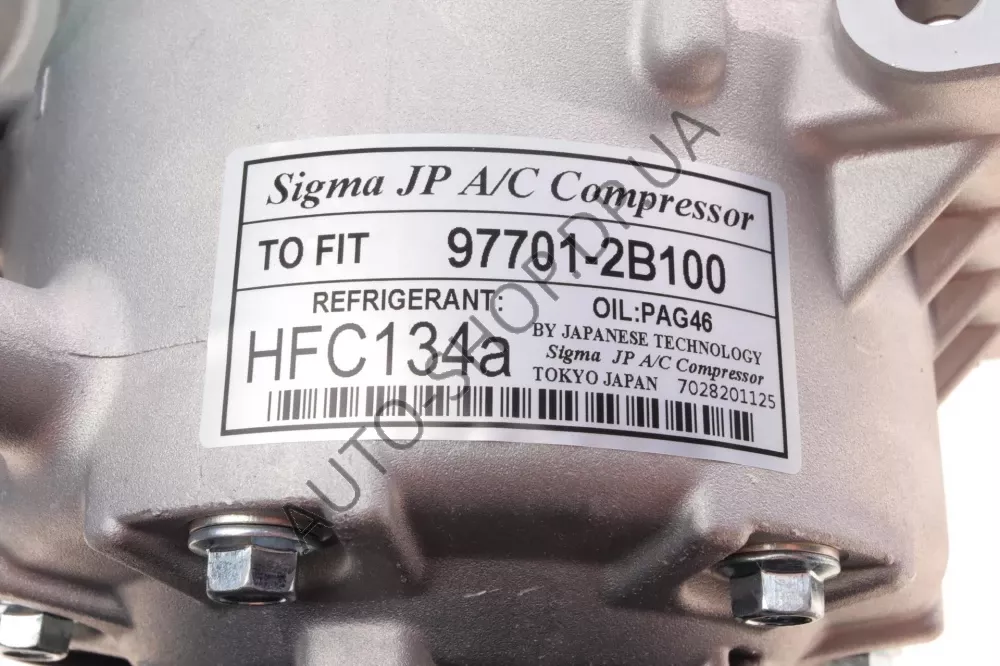 Sigma JP A/C Compressor
TO FIT 97701-2B100
REFRIGERANT: OIL:PAG46
HFC134a BY JAPANESE TECHNOLOGY
Sigma JP A/C Compressor
TOKYO JAPAN 7028201125
AUTO-SHOP.DP.UA